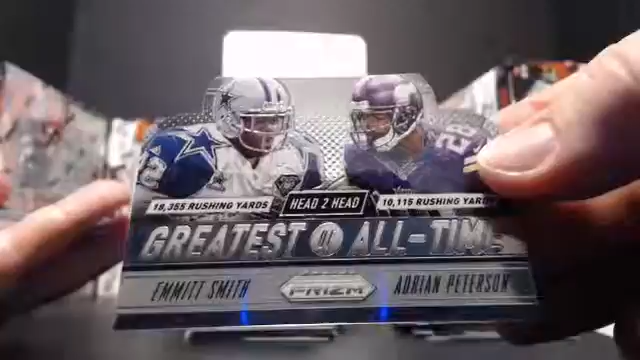 28
18,355 RUSHING YARDS
HEAD 2 HEAD
10,115 RUSHING YARDS
GREATEST OF ALL-TIME
EMMITT SMITH
PRIZM
ADRIAN PETERSON